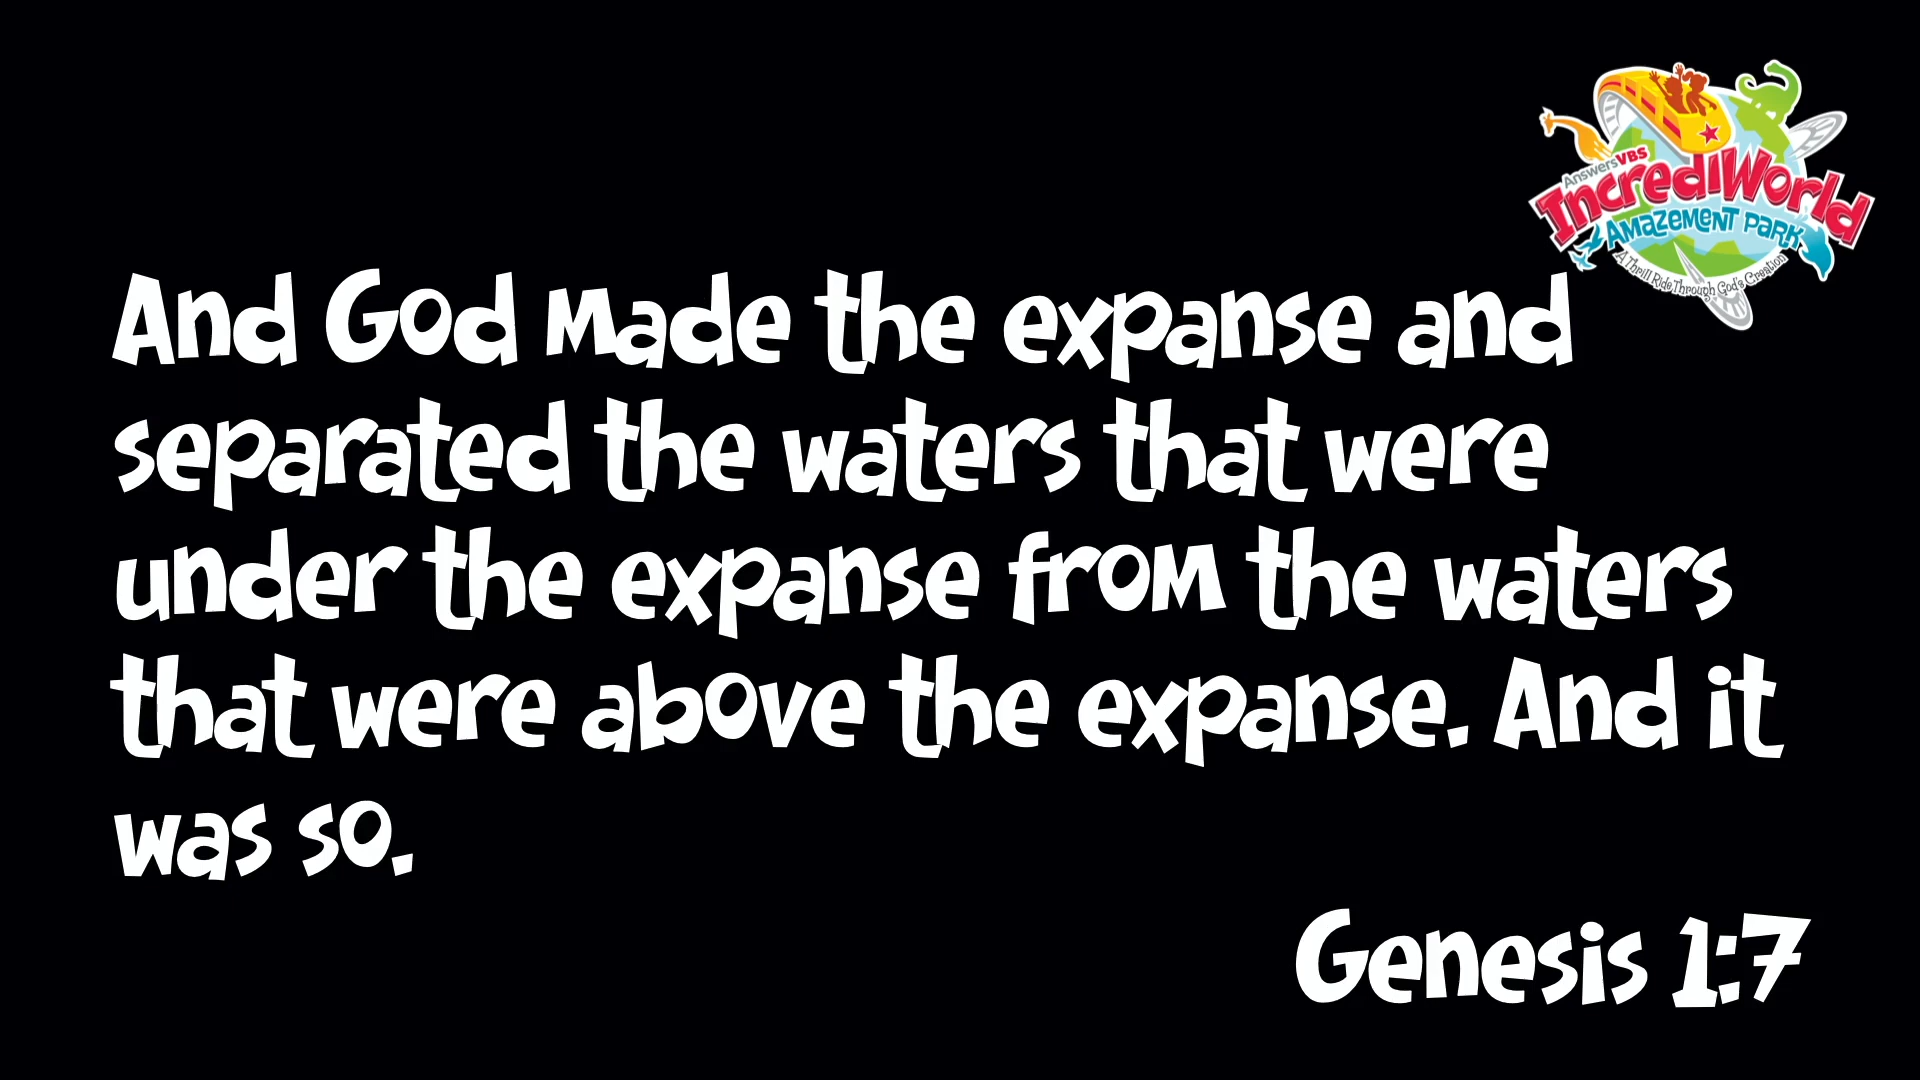 AnswersVBS
IncrediWorld
Amazement Park
A Thrill Ride Through God's Creation
And God made the expanse and
separated the waters that were
under the expanse from the waters
that were above the expanse. And it
was so.
Genesis 1:7